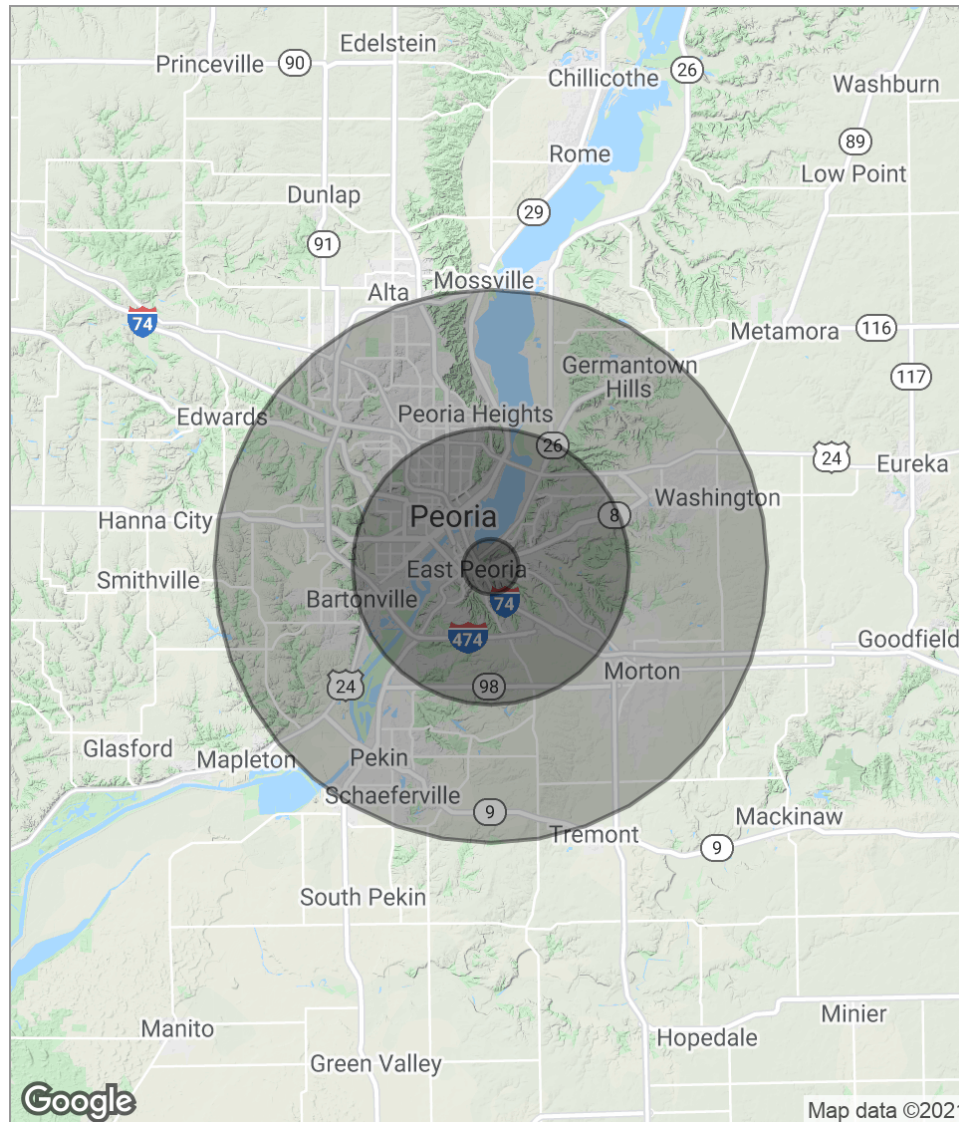 Edelstein
Princeville
90
Chillicothe
26
Washburn
89
Rome
Low Point
Dunlap
29
91
Mossville
Alta
74
Metamora
116
Germantown
Hills
117
Edwards
Peoria Heights
26
24
Eureka
Washington
Hanna City
Peoria
8
East Peoria
Smithville
Bartonville
74
474
Goodfield
Morton
24
98
Glasford
Mapleton
Pekin
Schaeferville
9
Mackinaw
Tremont
9
South Pekin
Minier
Manito
Hopedale
Green Valley
Google
Map data ©2021